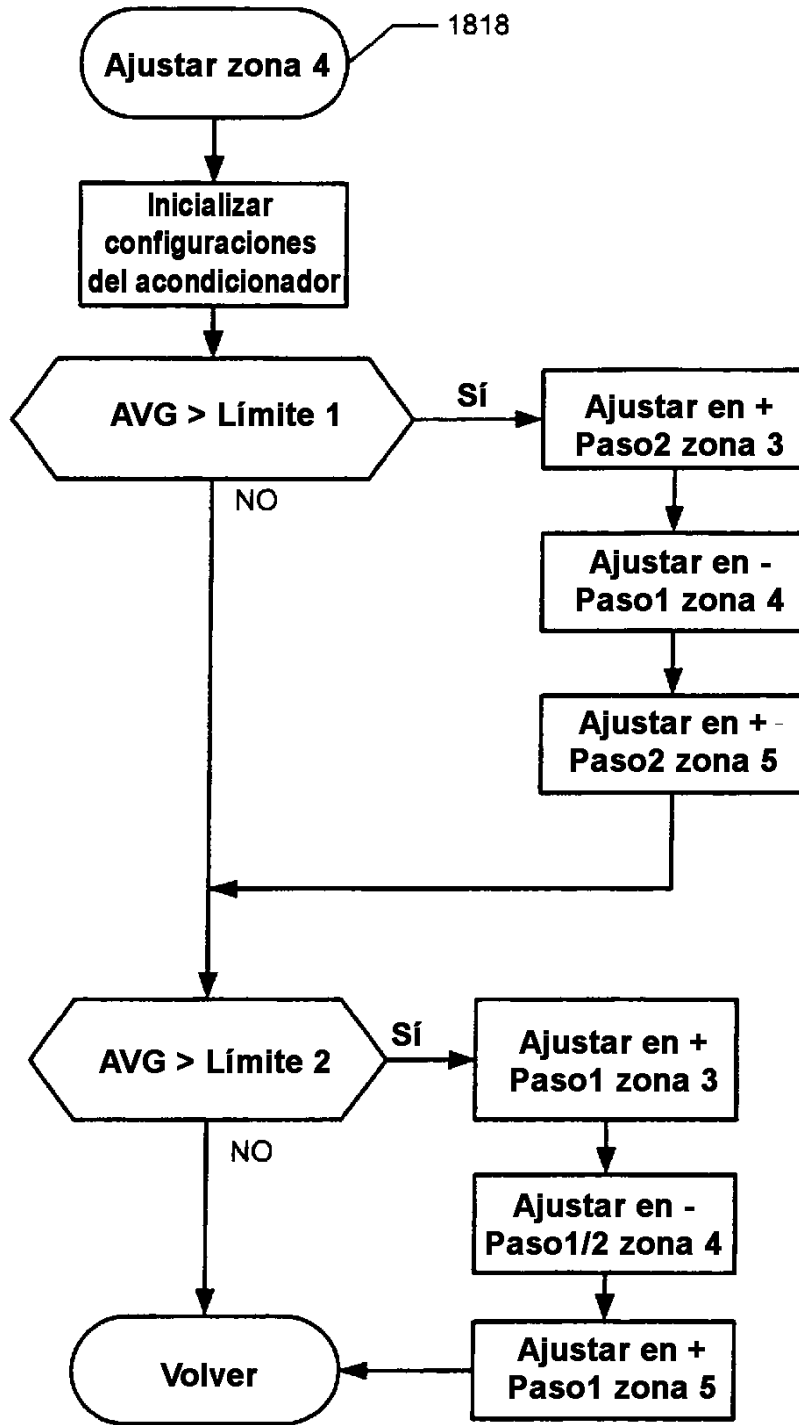 1818
Ajustar zona 4
Inicializar
configuraciones
del acondicionador
AVG > Límite 1
Sí
NO
Ajustar en +
Paso2 zona 3
Ajustar en -
Paso1 zona 4
Ajustar en +
Paso2 zona 5
AVG > Límite 2
Sí
NO
Ajustar en +
Paso1 zona 3
Ajustar en -
Paso1/2 zona 4
Ajustar en +
Paso1 zona 5
Volver